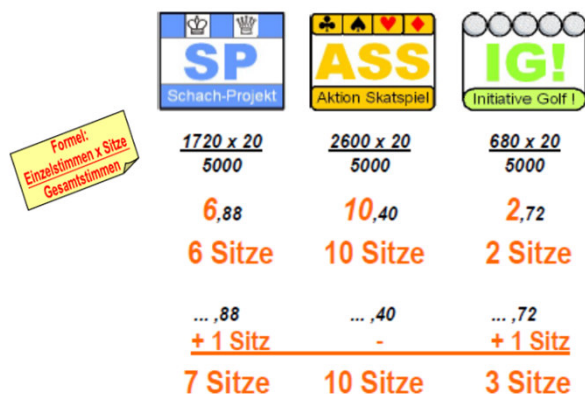 SP
Schach-Projekt
ASS
Aktion Skatspiel
IG!
Initiative Golf !
Formel:
Einzelstimmen x Sitze
Gesamtstimmen
1720 x 20 2600 x 20 680 x 20
5000 5000 5000
6,88 10,40 2,72
6 Sitze 10 Sitze 2 Sitze
... ,88 ... ,40 ... ,72
+ 1 Sitz - + 1 Sitz
7 Sitze 10 Sitze 3 Sitze